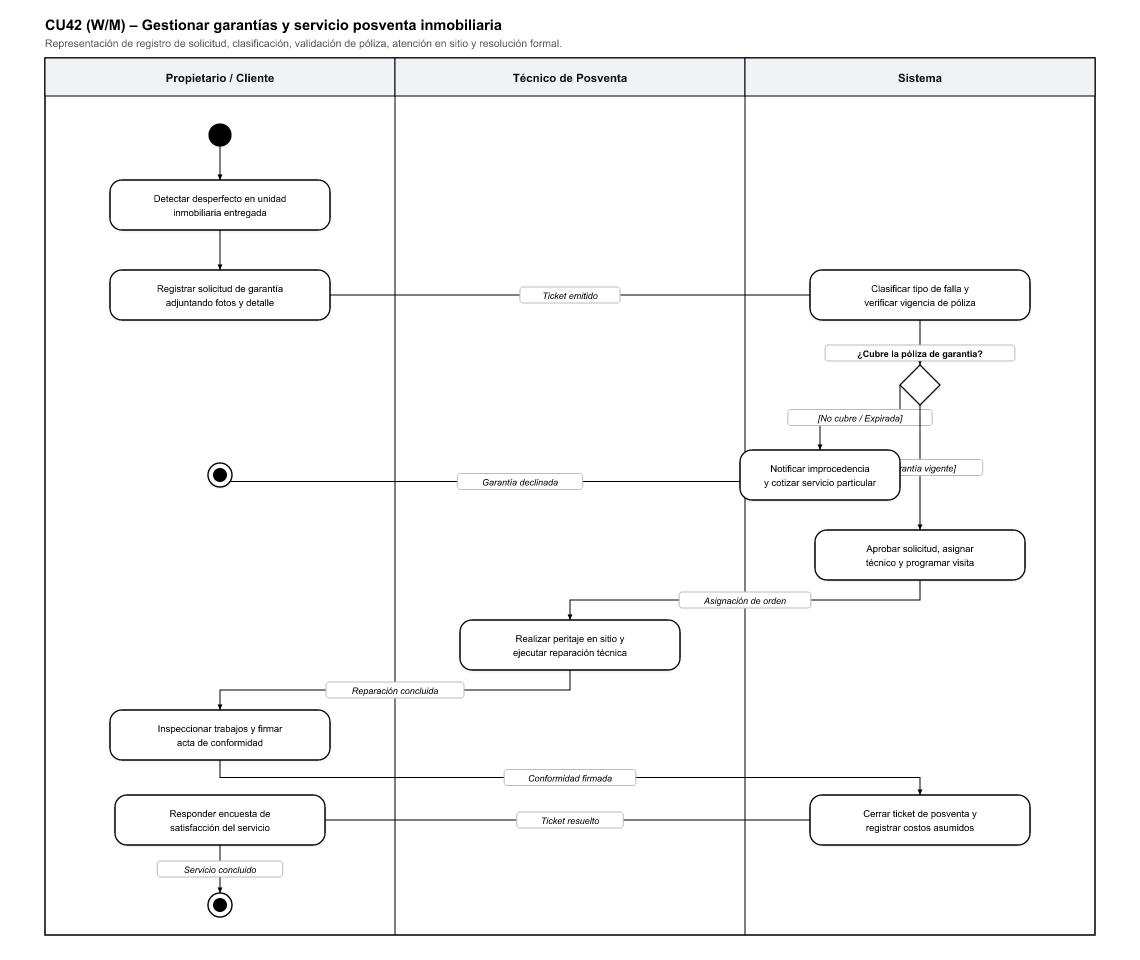 CU42 (W/M) – Gestionar garantías y servicio posventa inmobiliaria
Representación de registro de solicitud, clasificación, validación de póliza, atención en sitio y resolución formal.
Propietario / Cliente
Técnico de Posventa
Sistema
Detectar desperfecto en unidad
inmobiliaria entregada
Registrar solicitud de garantía
adjuntando fotos y detalle
Ticket emitido
Clasificar tipo de falla y
verificar vigencia de póliza
¿Cubre la póliza de garantía?
[No cubre / Expirada]
vigente]
Notificar improcedencia
y cotizar servicio particular
Garantía declinada
Aprobar solicitud, asignar
técnico y programar visita
Asignación de orden
Realizar peritaje en sitio y
ejecutar reparación técnica
Reparación concluida
Inspeccionar trabajos y firmar
acta de conformidad
Conformidad firmada
Responder encuesta de
satisfacción del servicio
Ticket resuelto
Cerrar ticket de posventa y
registrar costos asumidos
Servicio concluido